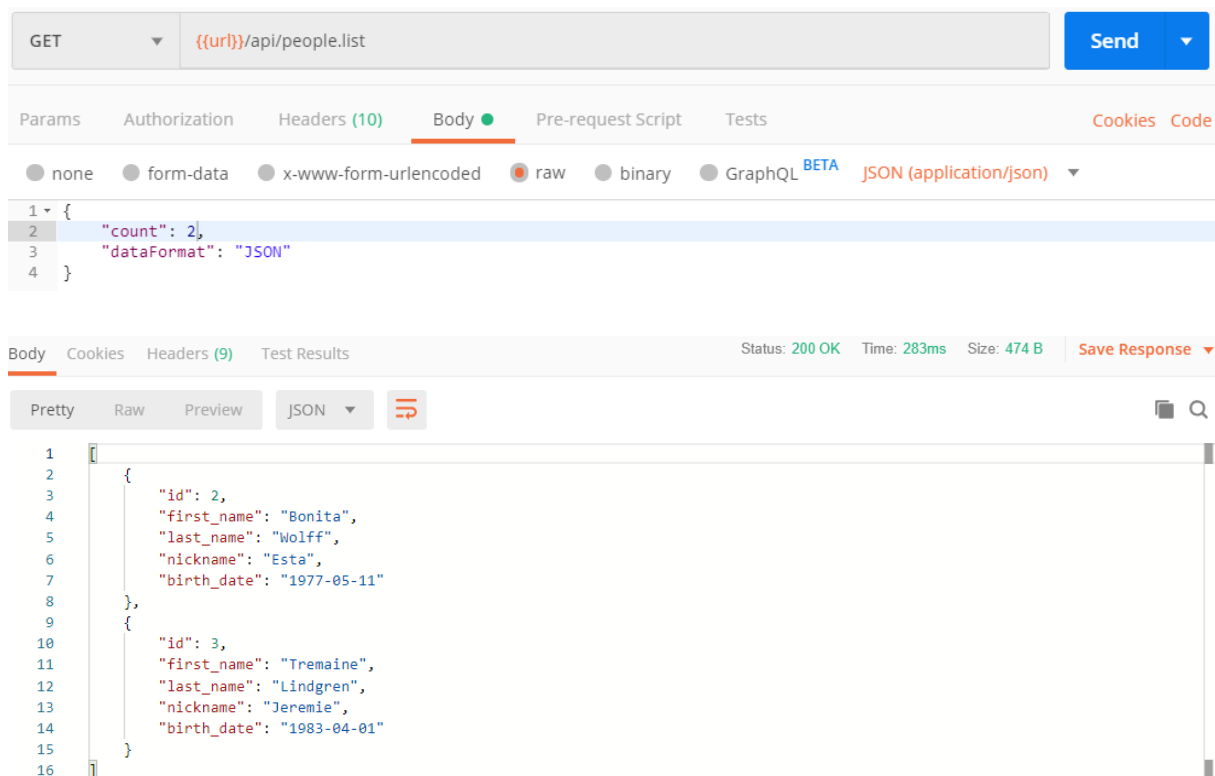 GET {{url}}/api/people.list Send
Params Authorization Headers (10) Body Pre-request Script Tests Cookies Code
none form-data x-www-form-urlencoded raw binary GraphQL BETA JSON (application/json)
1 {
2 "count": 2,
3 "dataFormat": "JSON"
4 }
Body Cookies Headers (9) Test Results Status: 200 OK Time: 283ms Size: 474 B Save Response
Pretty Raw Preview JSON
1 [
2 {
3 "id": 2,
4 "first_name": "Bonita",
5 "last_name": "Wolff",
6 "nickname": "Esta",
7 "birth_date": "1977-05-11"
8 },
9 {
10 "id": 3,
11 "first_name": "Tremaine",
12 "last_name": "Lindgren",
13 "nickname": "Jeremie",
14 "birth_date": "1983-04-01"
15 }
16 ]